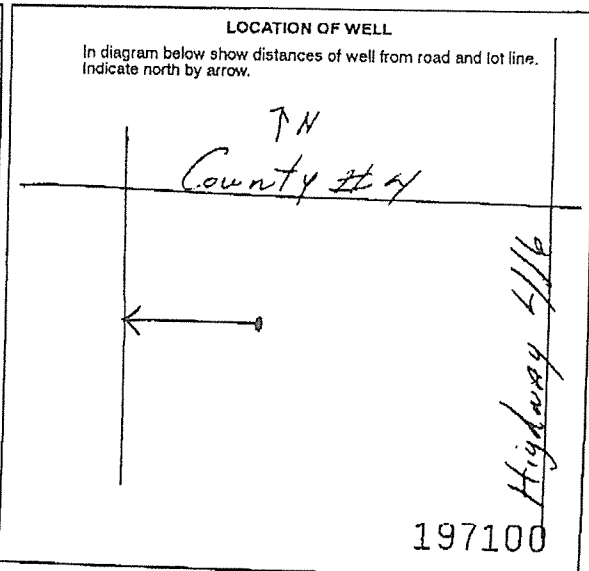 LOCATION OF WELL
In diagram below show distances of well from road and lot line.
Indicate north by arrow.
↑N
County #4
Highway 416
197100